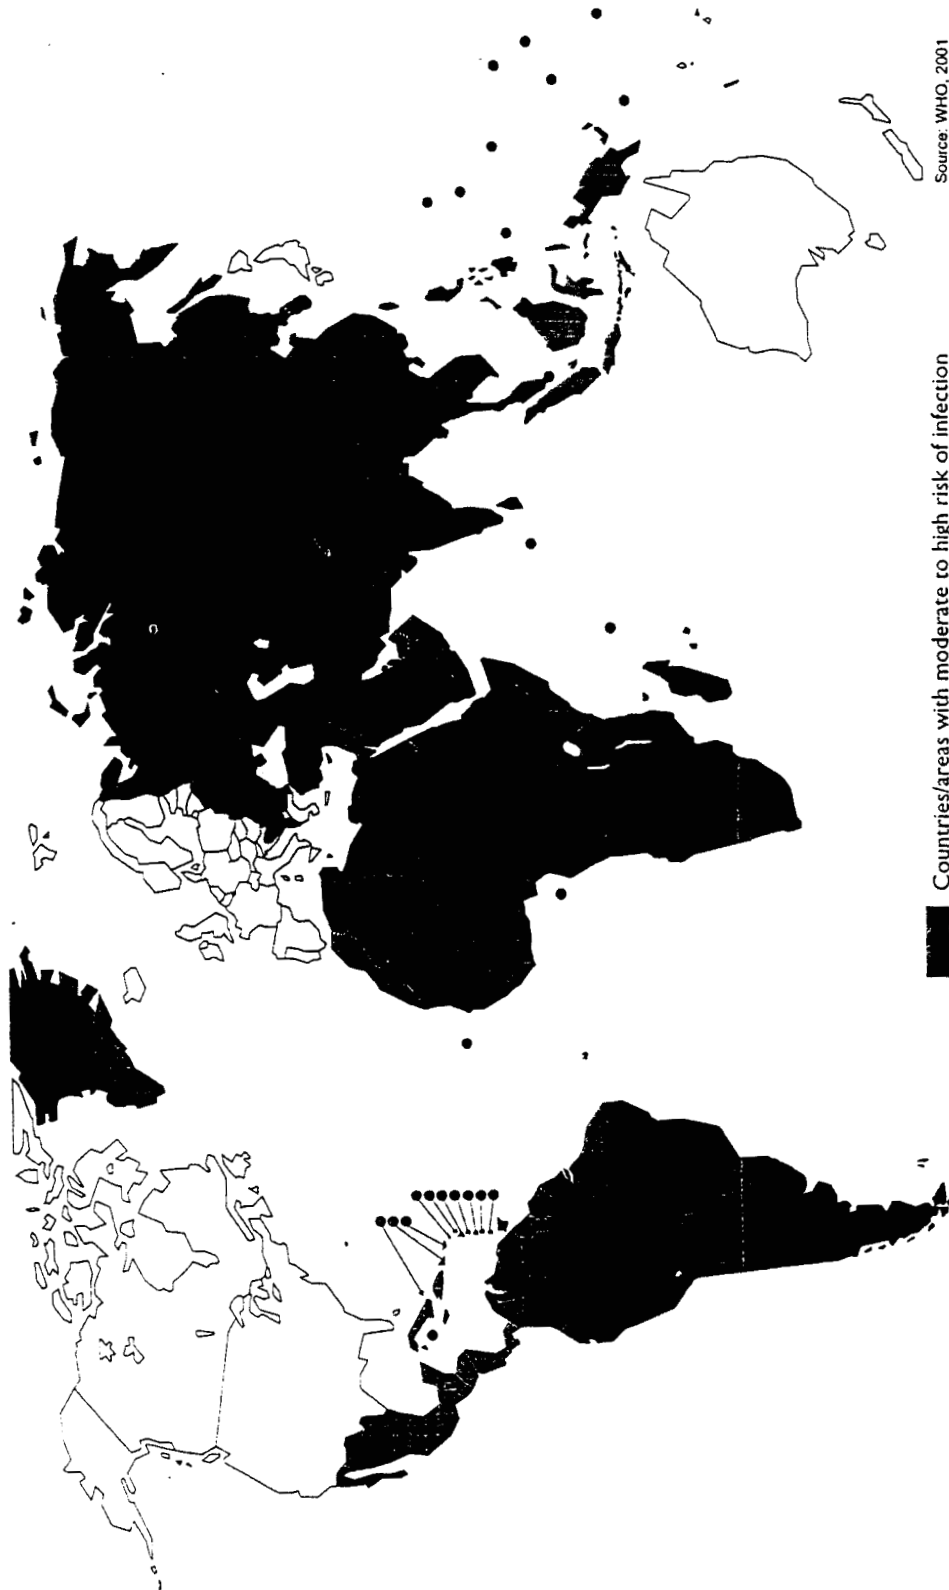 Countries/areas with moderate to high risk of infection
Source: WHO, 2001